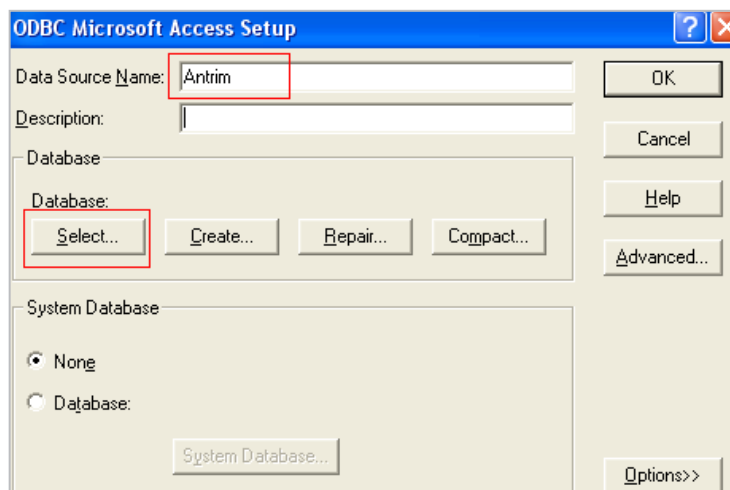 ODBC Microsoft Access Setup
Data Source Name: Antrim
OK
Description:
Cancel
Database
Database:
Help
Select... Create... Repair... Compact...
Advanced...
System Database
None
Database:
System Database...
Options>>